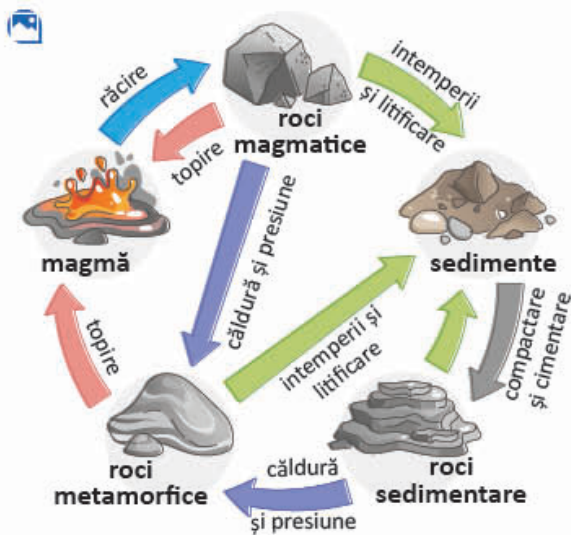 răcire
topire
roci
magmatice
intemperii
și litificare
magmă
căldură și presiune
sedimente
topire
intemperii și
litificare
compactare
și cimentare
roci
metamorfice
căldură
și presiune
roci
sedimentare